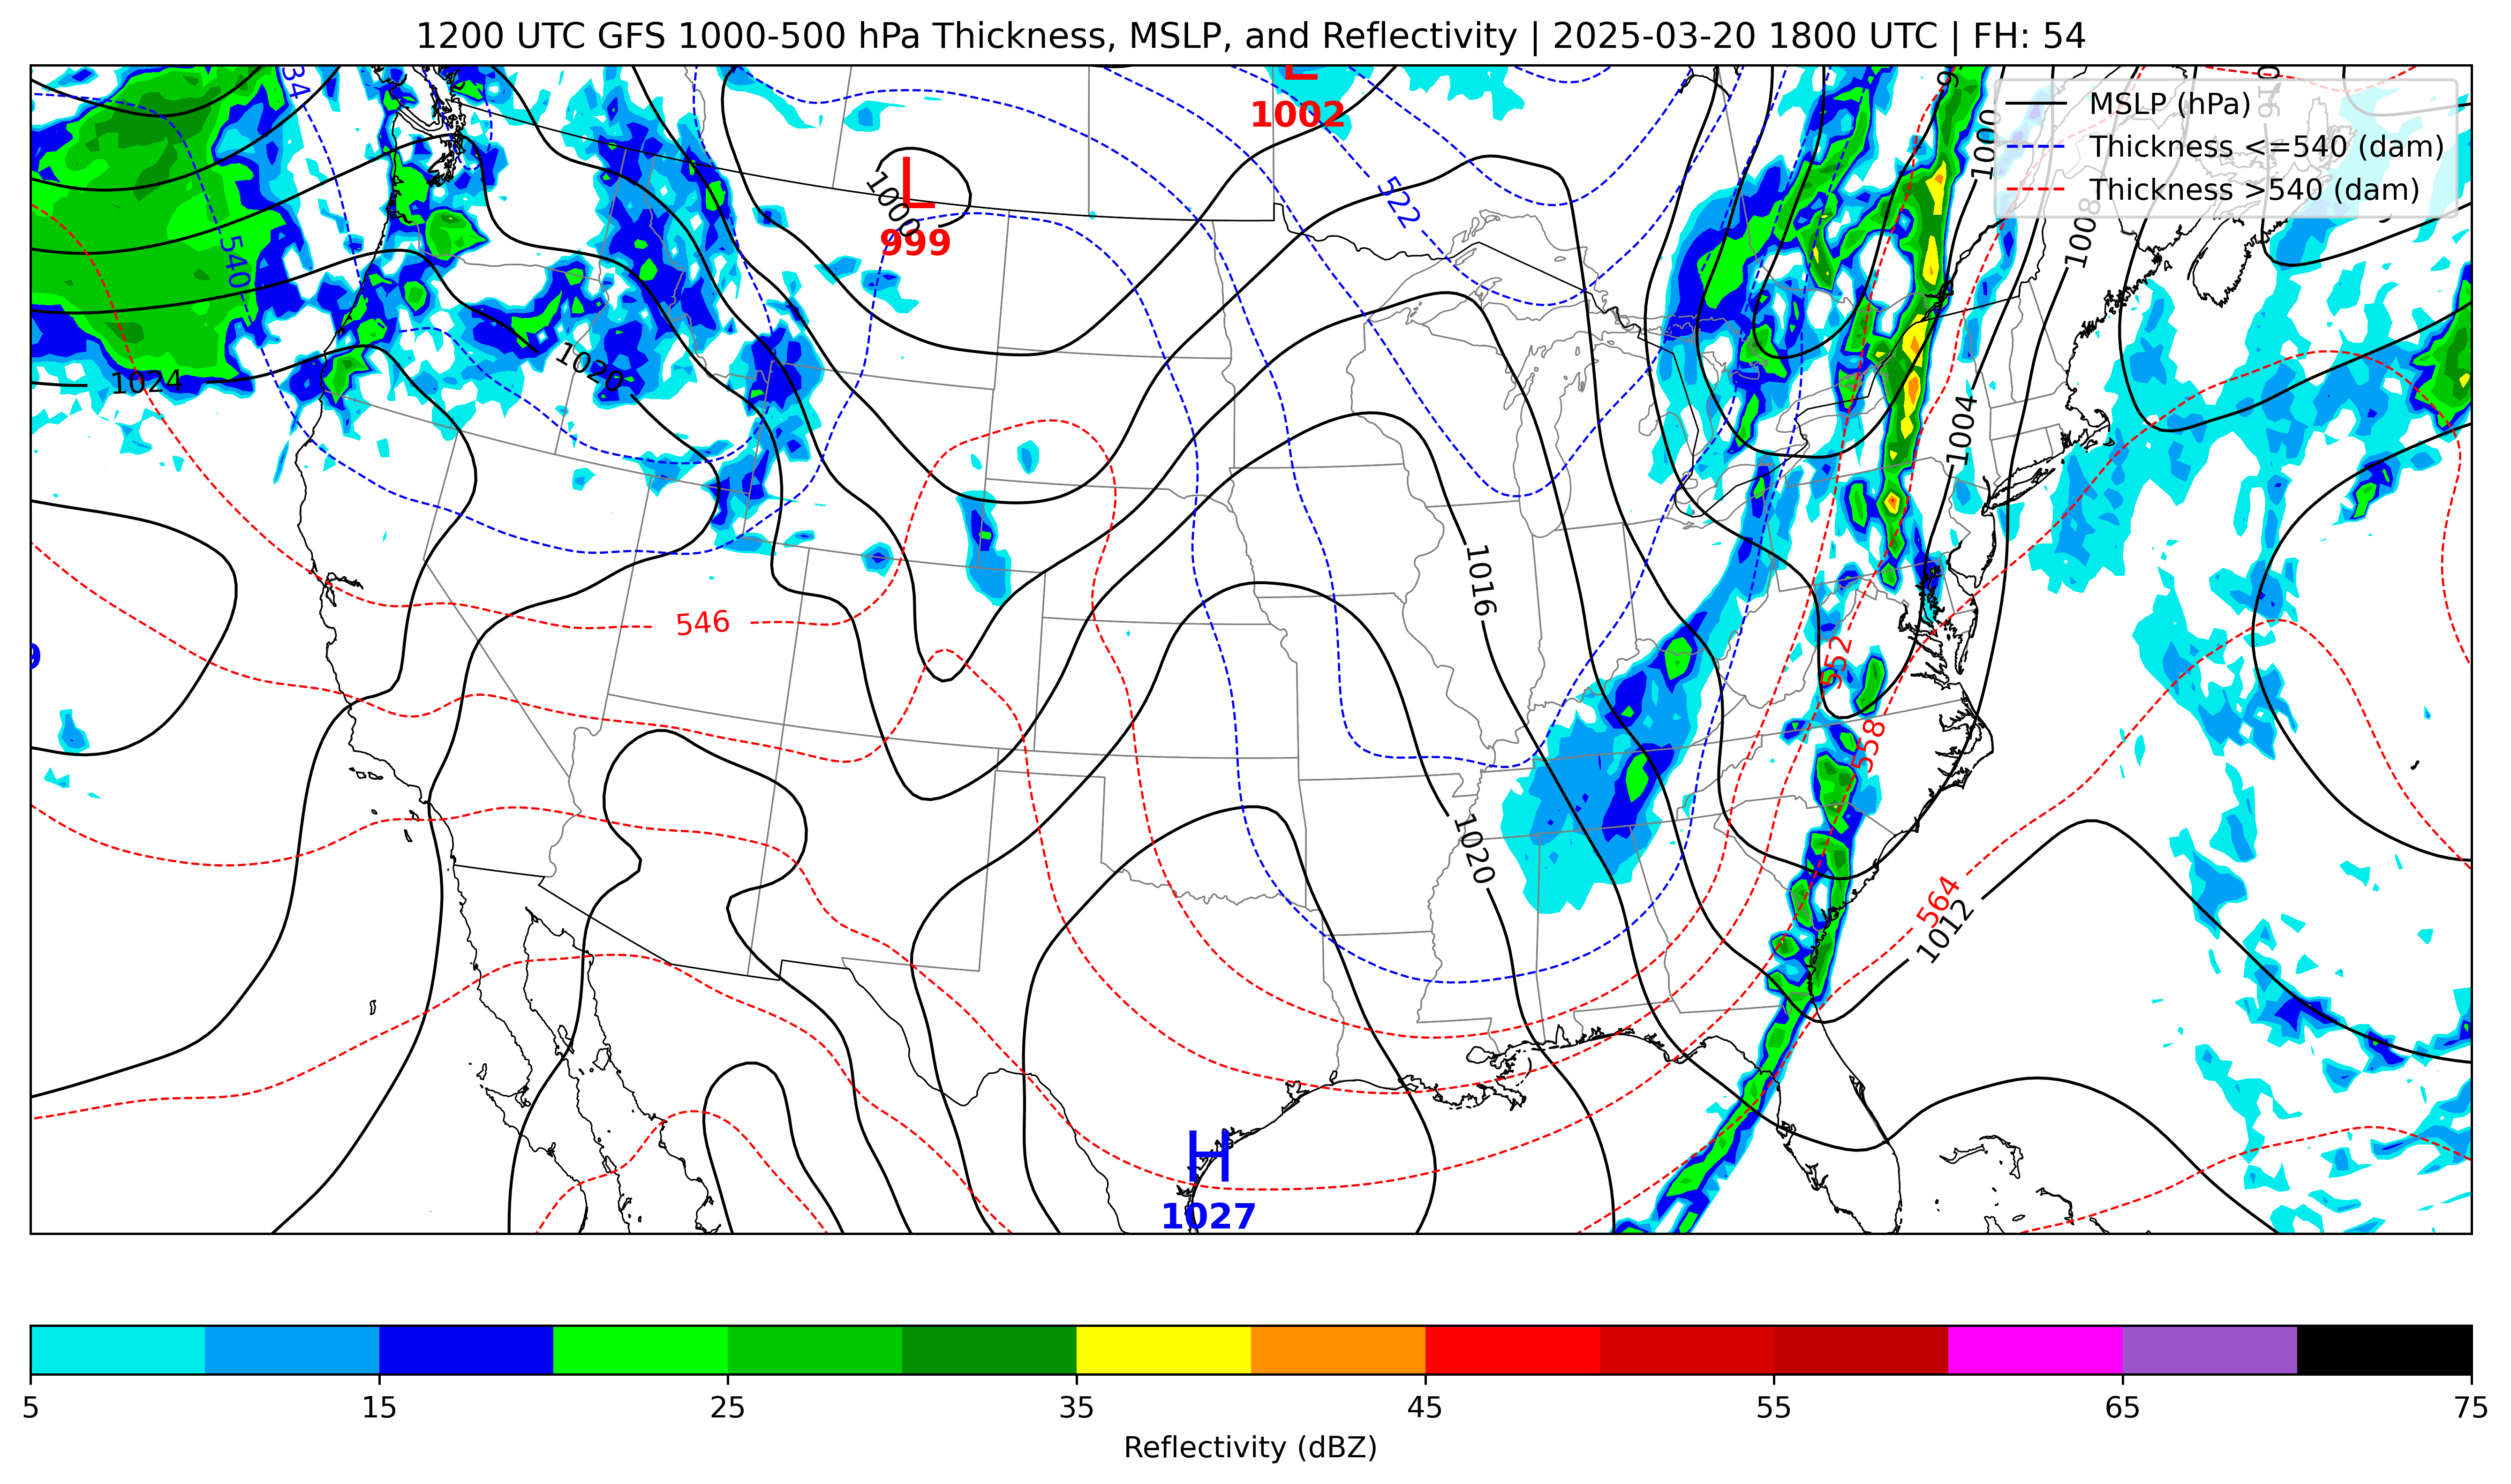 1200 UTC GFS 1000-500 hPa Thickness, MSLP, and Reflectivity | 2025-03-20 1800 UTC | FH: 54
MSLP (hPa)
Thickness <=540 (dam)
Thickness >540 (dam)
L
1002
L
1000
999
522
540
1024
1020
1000
1008
1004
546
1016
1020
552
558
564
1012
H
1027
9
5 15 25 35 45 55 65 75
Reflectivity (dBZ)